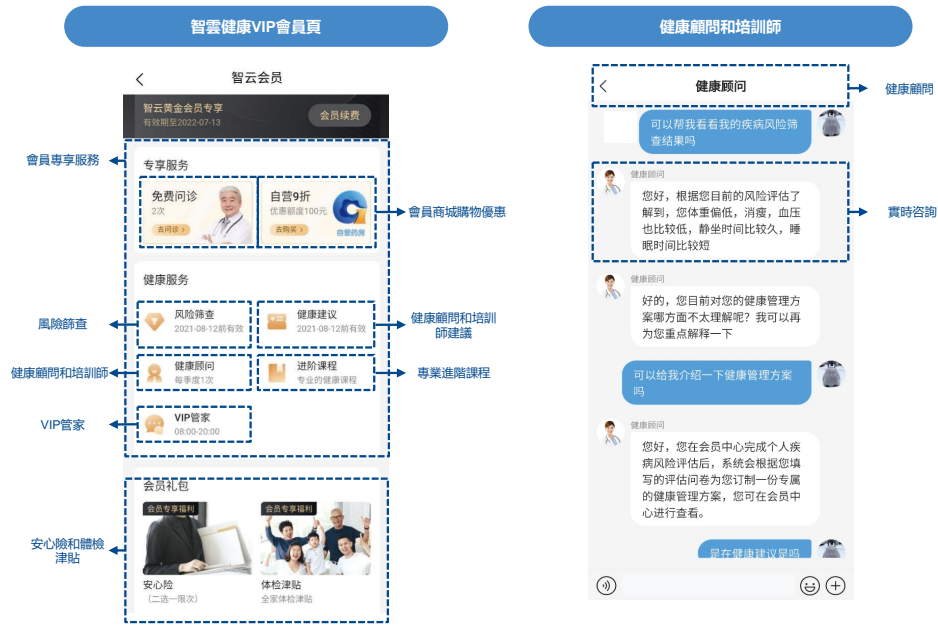 智雲健康VIP會員頁
智云会员
智云黄金会员专享
有效期至2022-07-13
会员续费
會員專享服務
专享服务
免费问诊
2次
去问诊
自营9折
优惠额度100元
去购买
自营药房
會員商城購物優惠
健康服务
風險篩查
风险筛查
2021-08-12前有效
健康建议
2021-08-12前有效
健康顧問和培訓
師建議
健康顧問和培訓師
健康顾问
每季度1次
进阶课程
专业的健康课程
專業進階課程
VIP管家
VIP管家
08:00-20:00
会员礼包
安心險和體檢
津貼
会员专享福利
会员专享福利
安心险
（二选一限次）
体检津贴
全家体检津贴
健康顧問和培訓師
健康顾问
健康顧問
可以帮我看看我的疾病风险筛
查结果吗
健康顾问
您好，根据您目前的风险评估了
解到，您体重偏低，消瘦，血压
也比较低，静坐时间比较久，睡
眠时间比较短
實時咨詢
健康顾问
好的，您目前对您的健康管理方
案哪方面不太理解呢？我可以再
为您重点解释一下
可以给我介绍一下健康管理方案
吗
健康顾问
您好，您在会员中心完成个人疾
病风险评估后，系统会根据您填
写的评估问卷为您订制一份专属
的健康管理方案，您可在会员中
心进行查看。
是在健康建议是吗